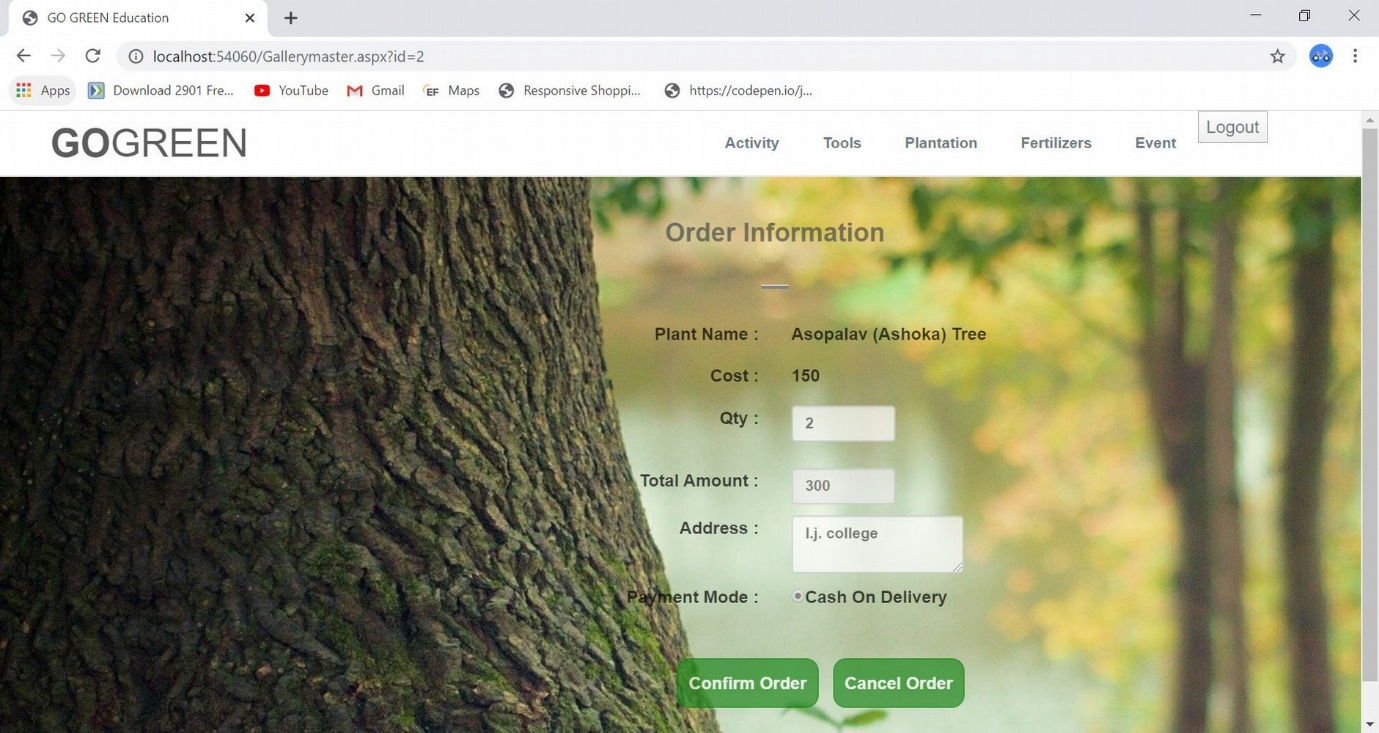 GO GREEN Education
localhost:54060/Gallerymaster.aspx?id=2
Apps Download 2901 Fre... YouTube Gmail Maps Responsive Shoppi... https://codepen.io/j...
GOGREEN Activity Tools Plantation Fertilizers Event Logout
Order Information
Plant Name : Asopalav (Ashoka) Tree
Cost : 150
Qty : 2
Total Amount : 300
Address : l.j. college
Payment Mode : Cash On Delivery
Confirm Order Cancel Order